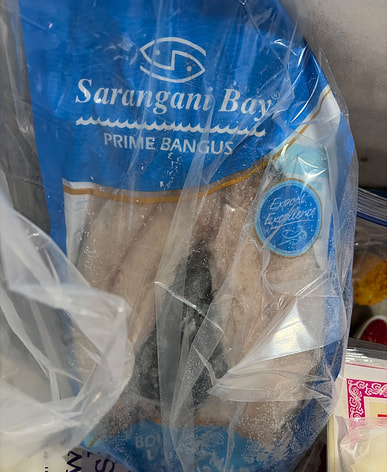 Sarangani Bay®
PRIME BANGUS
Export
Excellence